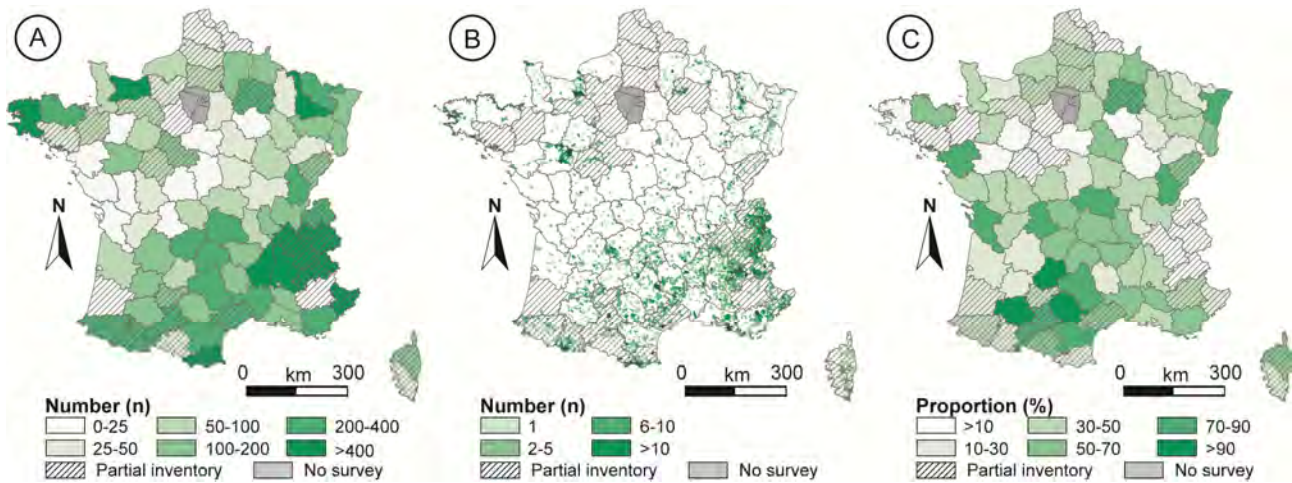 A
B
C
N
N
N
0 km 300
0 km 300
0 km 300
Number (n)
0-25 50-100 200-400
25-50 100-200 >400
Partial inventory No survey
Number (n)
1 6-10
2-5 >10
Partial inventory No survey
Proportion (%)
>10 30-50 70-90
10-30 50-70 >90
Partial inventory No survey